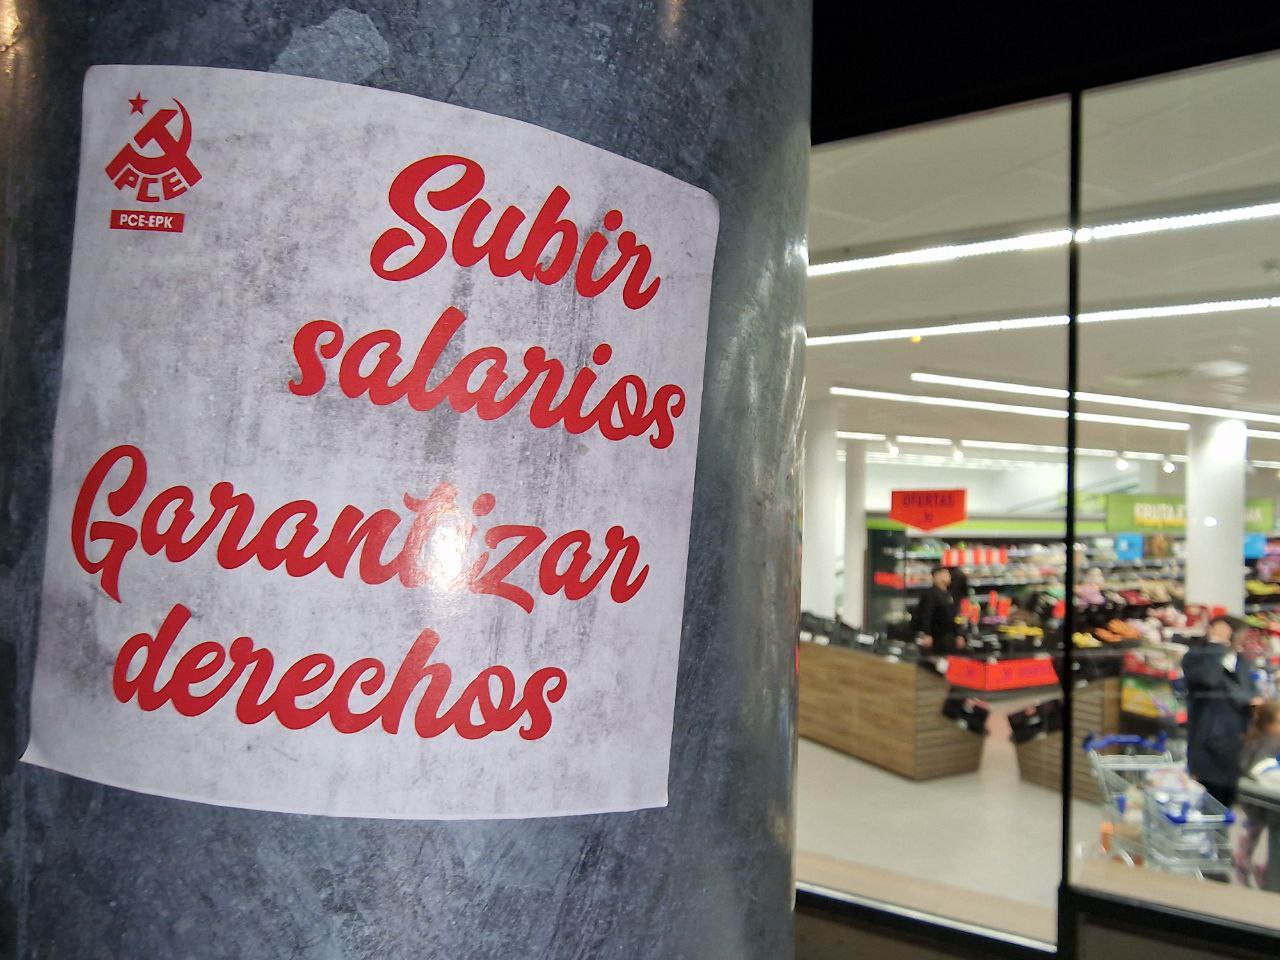 PCE
PCE-EPK
Subir
salarios
Garantizar
derechos
OFERTAS